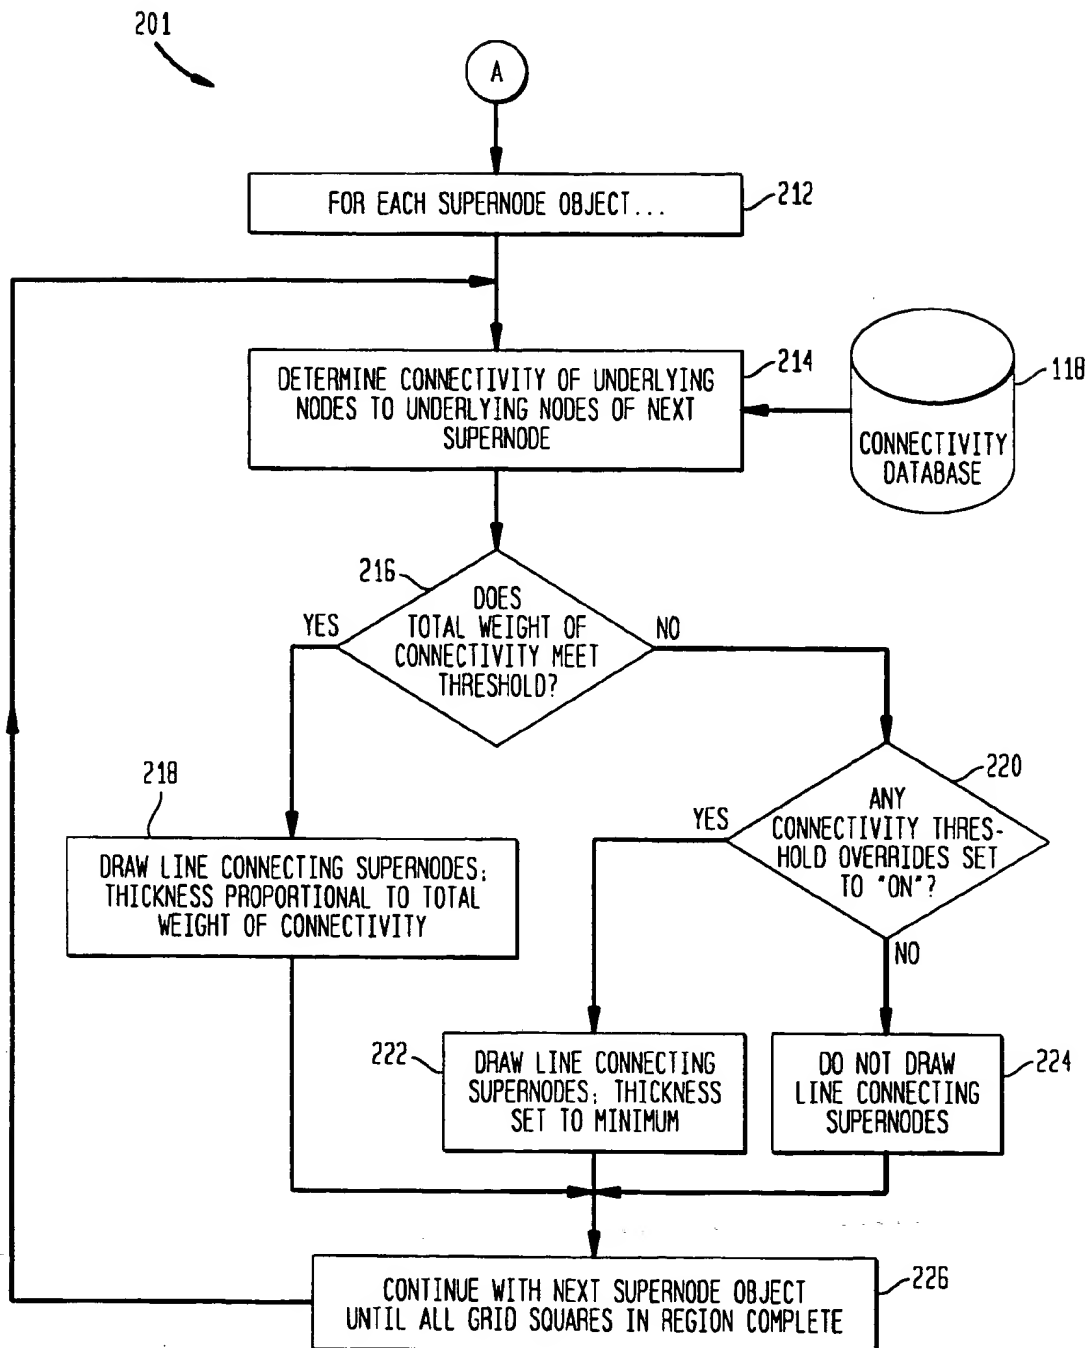 201
A
FOR EACH SUPERNODE OBJECT...
212
DETERMINE CONNECTIVITY OF UNDERLYING
NODES TO UNDERLYING NODES OF NEXT
SUPERNODE
214
118
CONNECTIVITY
DATABASE
216
DOES
TOTAL WEIGHT OF
CONNECTIVITY MEET
THRESHOLD?
YES
NO
218
DRAW LINE CONNECTING SUPERNODES;
THICKNESS PROPORTIONAL TO TOTAL
WEIGHT OF CONNECTIVITY
220
ANY
CONNECTIVITY THRES-
HOLD OVERRIDES SET
TO "ON"?
YES
NO
222
DRAW LINE CONNECTING
SUPERNODES; THICKNESS
SET TO MINIMUM
DO NOT DRAW
LINE CONNECTING
SUPERNODES
224
CONTINUE WITH NEXT SUPERNODE OBJECT
UNTIL ALL GRID SQUARES IN REGION COMPLETE
226